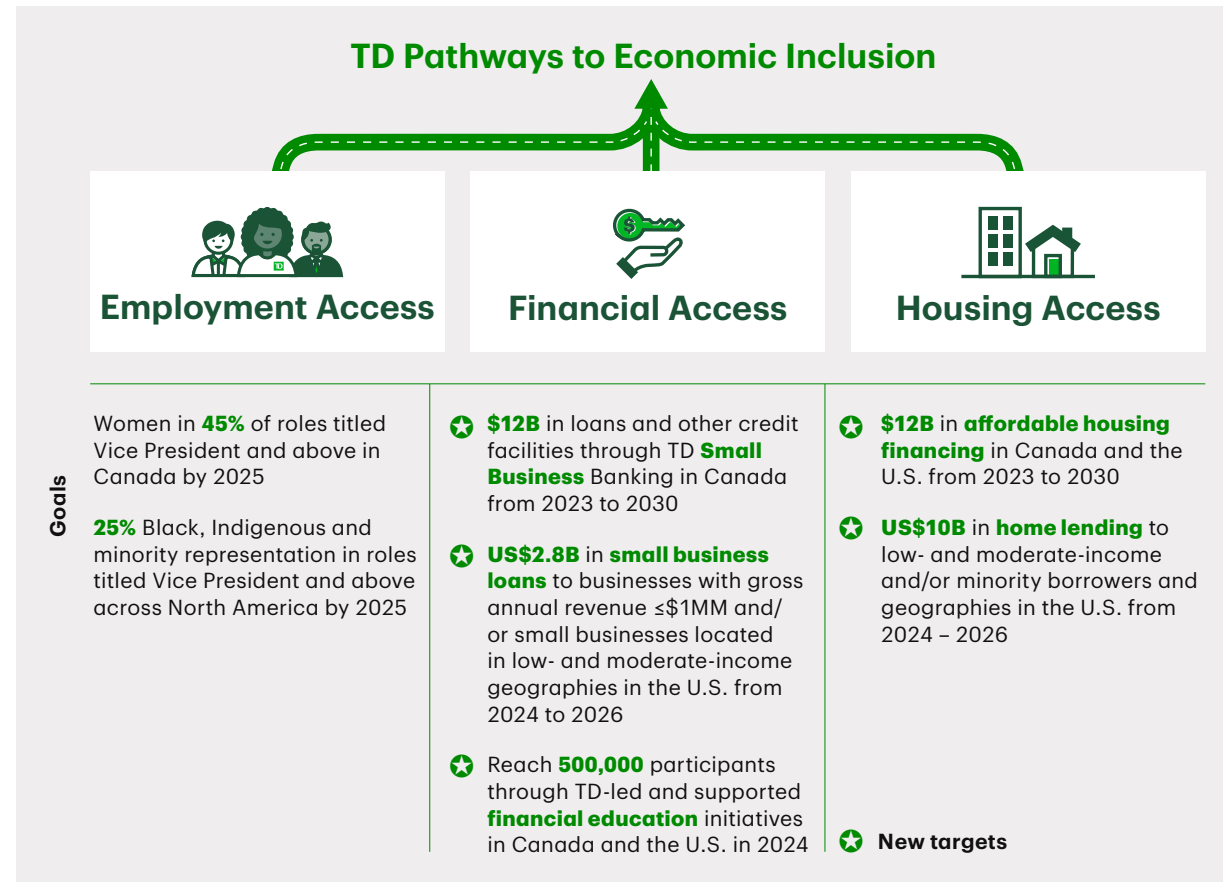 TD Pathways to Economic Inclusion
TD
Employment Access
Financial Access
Housing Access
Goals
Women in 45% of roles titled
Vice President and above in
Canada by 2025
25% Black, Indigenous and
minority representation in roles
titled Vice President and above
across North America by 2025
$12B in loans and other credit
facilities through TD Small
Business Banking in Canada
from 2023 to 2030
US$2.8B in small business
loans to businesses with gross
annual revenue ≤$1MM and/
or small businesses located
in low- and moderate-income
geographies in the U.S. from
2024 to 2026
Reach 500,000 participants
through TD-led and supported
financial education initiatives
in Canada and the U.S. in 2024
$12B in affordable housing
financing in Canada and the
U.S. from 2023 to 2030
US$10B in home lending to
low- and moderate-income
and/or minority borrowers and
geographies in the U.S. from
2024 – 2026
New targets